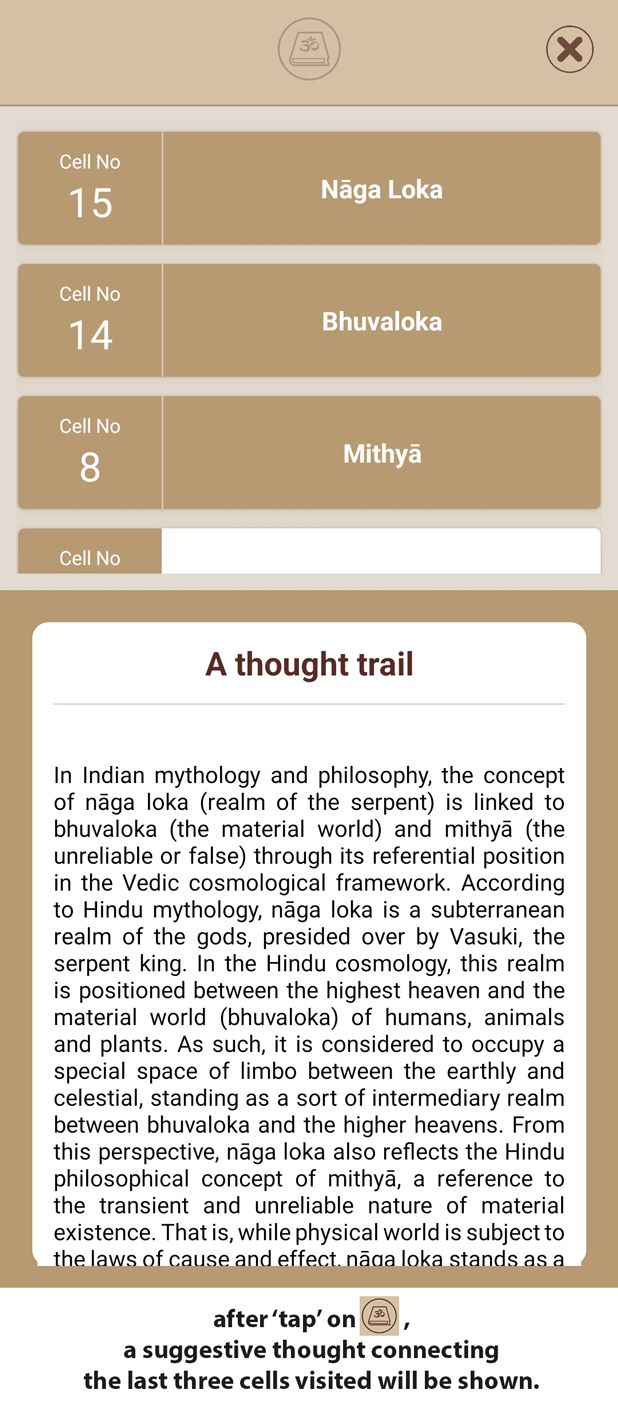 Cell No
15
Nāga Loka
Cell No
14
Bhuvaloka
Cell No
8
Mithyā
Cell No
A thought trail
In Indian mythology and philosophy, the concept
of nāga loka (realm of the serpent) is linked to
bhuvaloka (the material world) and mithyā (the
unreliable or false) through its referential position
in the Vedic cosmological framework. According
to Hindu mythology, nāga loka is a subterranean
realm of the gods, presided over by Vasuki, the
serpent king. In the Hindu cosmology, this realm
is positioned between the highest heaven and the
material world (bhuvaloka) of humans, animals
and plants. As such, it is considered to occupy a
special space of limbo between the earthly and
celestial, standing as a sort of intermediary realm
between bhuvaloka and the higher heavens. From
this perspective, nāga loka also reflects the Hindu
philosophical concept of mithyā, a reference to
the transient and unreliable nature of material
existence. That is, while physical world is subject to
the laws of cause and effect, nāga loka stands as a
after ‘tap’ on ॐ ,
a suggestive thought connecting
the last three cells visited will be shown.